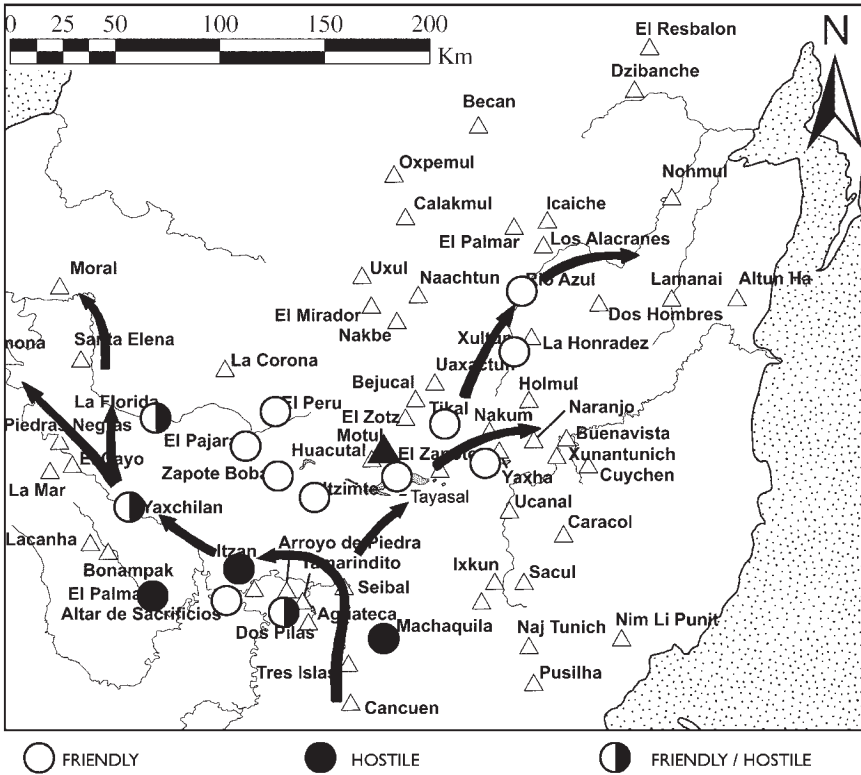 0 25 50 100 150 200
Km
N
El Resbalon
Dzibanche
Becan
Oxpemul
Nohmul
Calakmul
Icaiche
El Palmar
Los Alacranes
Moral
Uxul
Naachtun
Rio Azul
Lamanai
Altun Ha
El Mirador
Dos Hombres
Nakbe
Santa Elena
Xultun
La Honradez
La Corona
Uaxactun
Bejucal
Holmul
La Florida
El Peru
El Zotz
Tikal
Nakum
Naranjo
Piedras Negras
El Pajaral
Motul
Buenavista
El Cayo
Huacutal
El Zapote
Xunantunich
Zapote Bobal
Yaxha
Cuychen
La Mar
Itzimte
Tayasal
Yaxchilan
Ucanal
Caracol
Lacanha
Itzan
Arroyo de Piedra
Bonampak
Tamarindito
Ixkun
Sacul
El Palma
Seibal
Altar de Sacrificios
Aguateca
Dos Pilas
Machaquila
Naj Tunich
Nim Li Punit
Tres Islas
Pusilha
Cancuen
FRIENDLY HOSTILE FRIENDLY / HOSTILE